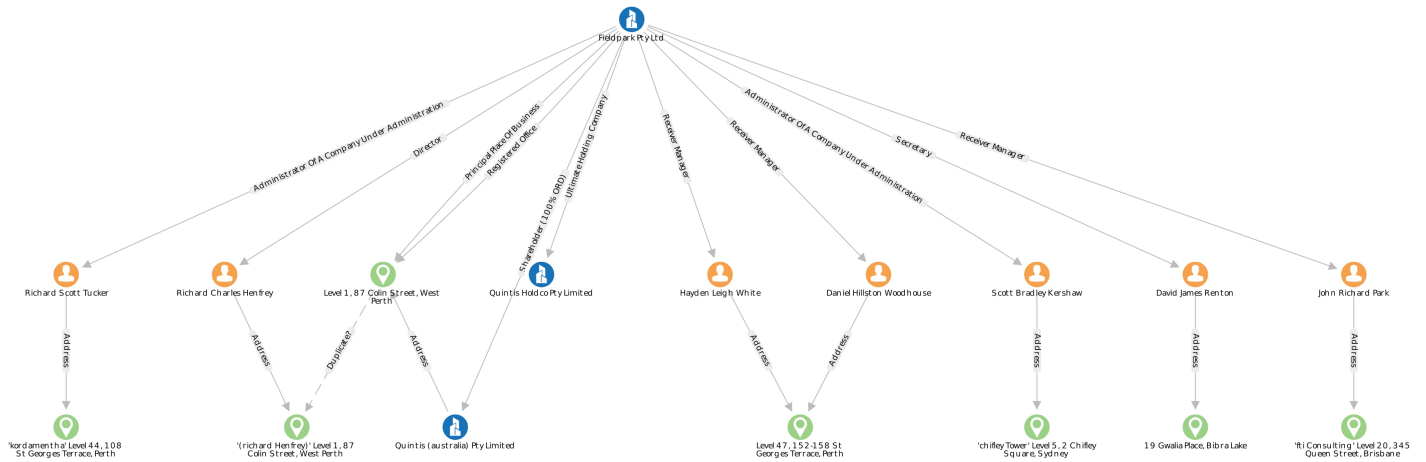 Fieldpark Pty Ltd
Administrator Of A Company Under Administration
Director
Principal Place Of Business
Registered Office
Shareholder (100% ORD)
Ultimate Holding Company
Receiver Manager
Receiver Manager
Administrator Of A Company Under Administration
Secretary
Receiver Manager
Richard Scott Tucker
Richard Charles Henfrey
Level 1, 87 Colin Street, West
Perth
Quintis Holdco Pty Limited
Hayden Leigh White
Daniel Hillston Woodhouse
Scott Bradley Kershaw
David James Renton
John Richard Park
Address
Address
Duplicate?
Address
Address
Address
Address
Address
Address
'kordamentha' Level 44, 108
St Georges Terrace, Perth
'(richard Henfrey)' Level 1, 87
Colin Street, West Perth
Quintis (australia) Pty Limited
Level 47, 152-158 St
Georges Terrace, Perth
'chifley Tower' Level 5, 2 Chifley
Square, Sydney
19 Gwalia Place, Bibra Lake
'fti Consulting' Level 20, 345
Queen Street, Brisbane